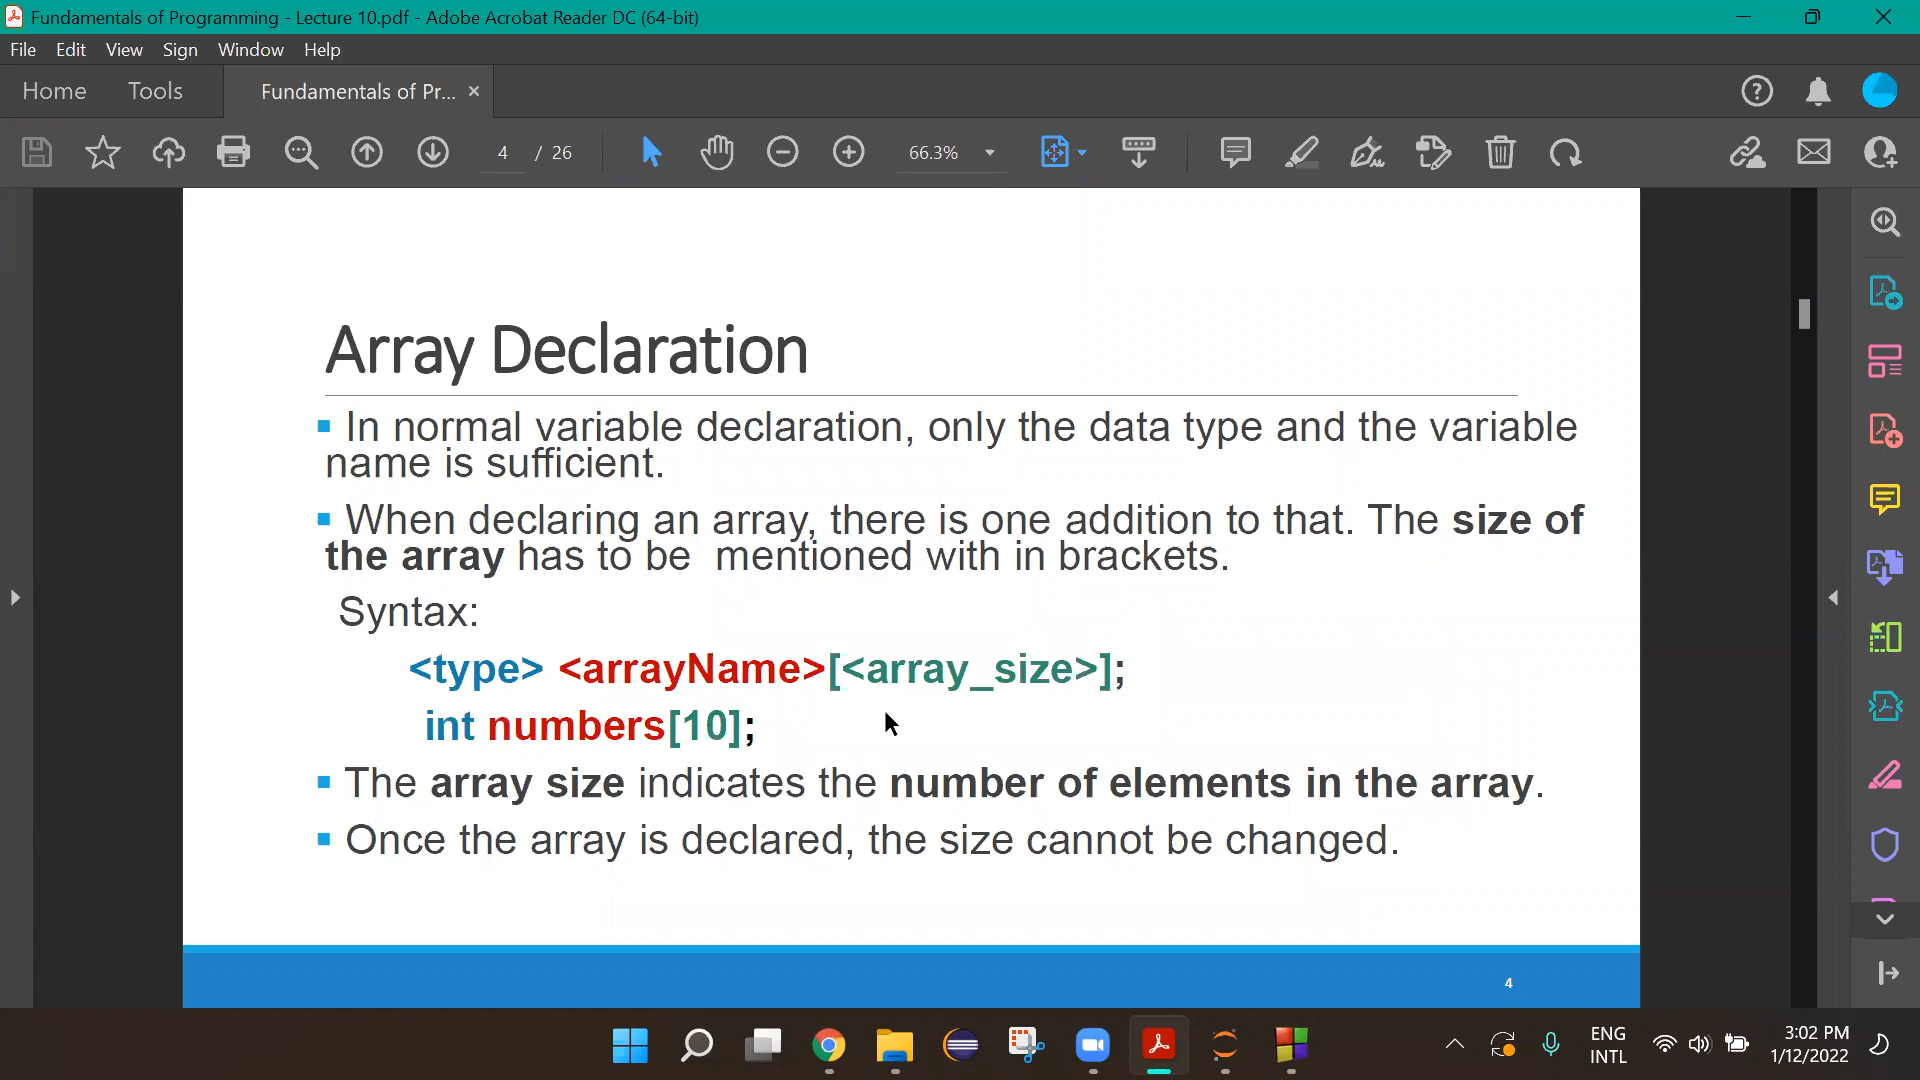 Fundamentals of Programming - Lecture 10.pdf - Adobe Acrobat Reader DC (64-bit)
File Edit View Sign Window Help
Home Tools Fundamentals of Pr... ×
4 / 26 66.3%
Array Declaration
▪ In normal variable declaration, only the data type and the variable
name is sufficient.
▪ When declaring an array, there is one addition to that. The size of
the array has to be mentioned with in brackets.
Syntax:
<type> <arrayName>[<array_size>];
int numbers[10];
▪ The array size indicates the number of elements in the array.
▪ Once the array is declared, the size cannot be changed.
4
ENG
INTL
3:02 PM
1/12/2022